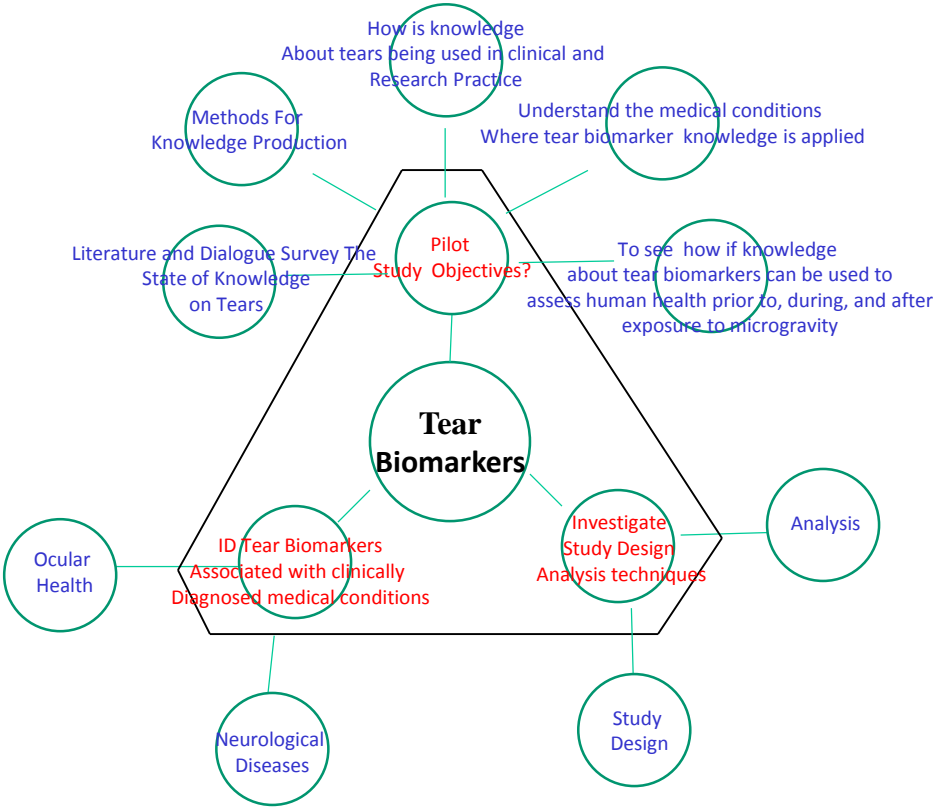 How is knowledge
About tears being used in clinical and
Research Practice
Methods For
Knowledge Production
Understand the medical conditions
Where tear biomarker knowledge is applied
Literature and Dialogue Survey The
State of Knowledge
on Tears
Pilot
Study Objectives?
To see how if knowledge
about tear biomarkers can be used to
assess human health prior to, during, and after
exposure to microgravity
Tear
Biomarkers
Ocular
Health
ID Tear Biomarkers
Associated with clinically
Diagnosed medical conditions
Investigate
Study Design
Analysis techniques
Analysis
Neurological
Diseases
Study
Design